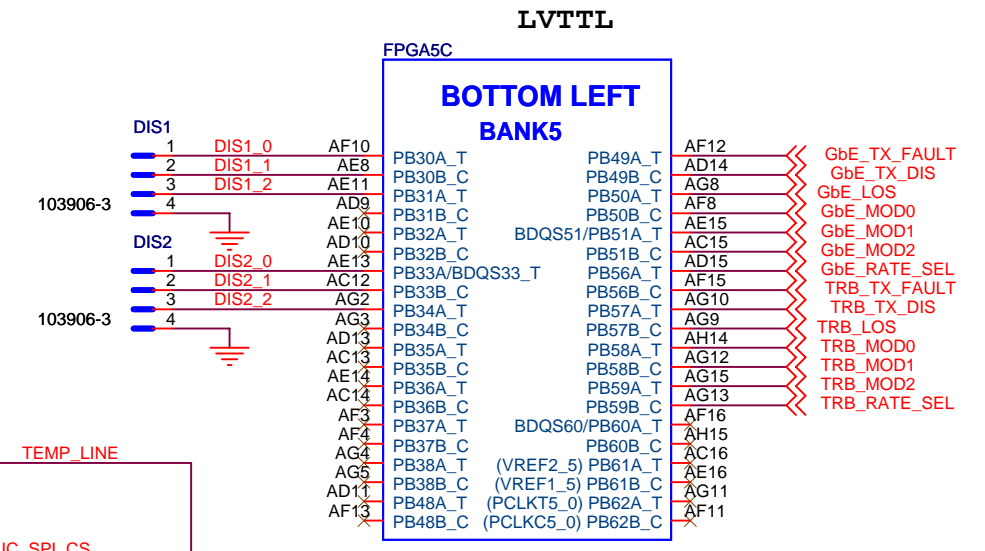 LVTTL
FPGA5C
BOTTOM LEFT
BANK5
DIS1
1 DIS1_0 AF10 PB30A_T
2 DIS1_1 AE8 PB30B_C
3 DIS1_2 AE11 PB31A_T
4 AD9 PB31B_C
103906-3
AE10 PB32A_T
AD10 PB32B_C
DIS2
1 DIS2_0 AE13 PB33A/BDQS33_T
2 DIS2_1 AC12 PB33B_C
3 DIS2_2 AG2 PB34A_T
4 AG3 PB34B_C
103906-3
AD13 PB35A_T
AC13 PB35B_C
AE14 PB36A_T
AC14 PB36B_C
AF3 PB37A_T
AF4 PB37B_C
AG4 PB38A_T
AG5 PB38B_C
AD11 PB48A_T
AF13 PB48B_C
PB49A_T AF12 GbE_TX_FAULT
PB49B_C AD14 GbE_TX_DIS
PB50A_T AG8 GbE_LOS
PB50B_C AF8 GbE_MOD0
BDQS51/PB51A_T AE15 GbE_MOD1
PB51B_C AC15 GbE_MOD2
PB56A_T AD15 GbE_RATE_SEL
PB56B_C AF15 TRB_TX_FAULT
PB57A_T AG10 TRB_TX_DIS
PB57B_C AG9 TRB_LOS
PB58A_T AH14 TRB_MOD0
PB58B_C AG12 TRB_MOD1
PB59A_T AG15 TRB_MOD2
PB59B_C AG13 TRB_RATE_SEL
BDQS60/PB60A_T AF16
PB60B_C AH15
(VREF2_5) PB61A_T AC16
(VREF1_5) PB61B_C AE16
(PCLKT5_0) PB62A_T AG11
(PCLKC5_0) PB62B_C AF11
TEMP_LINE